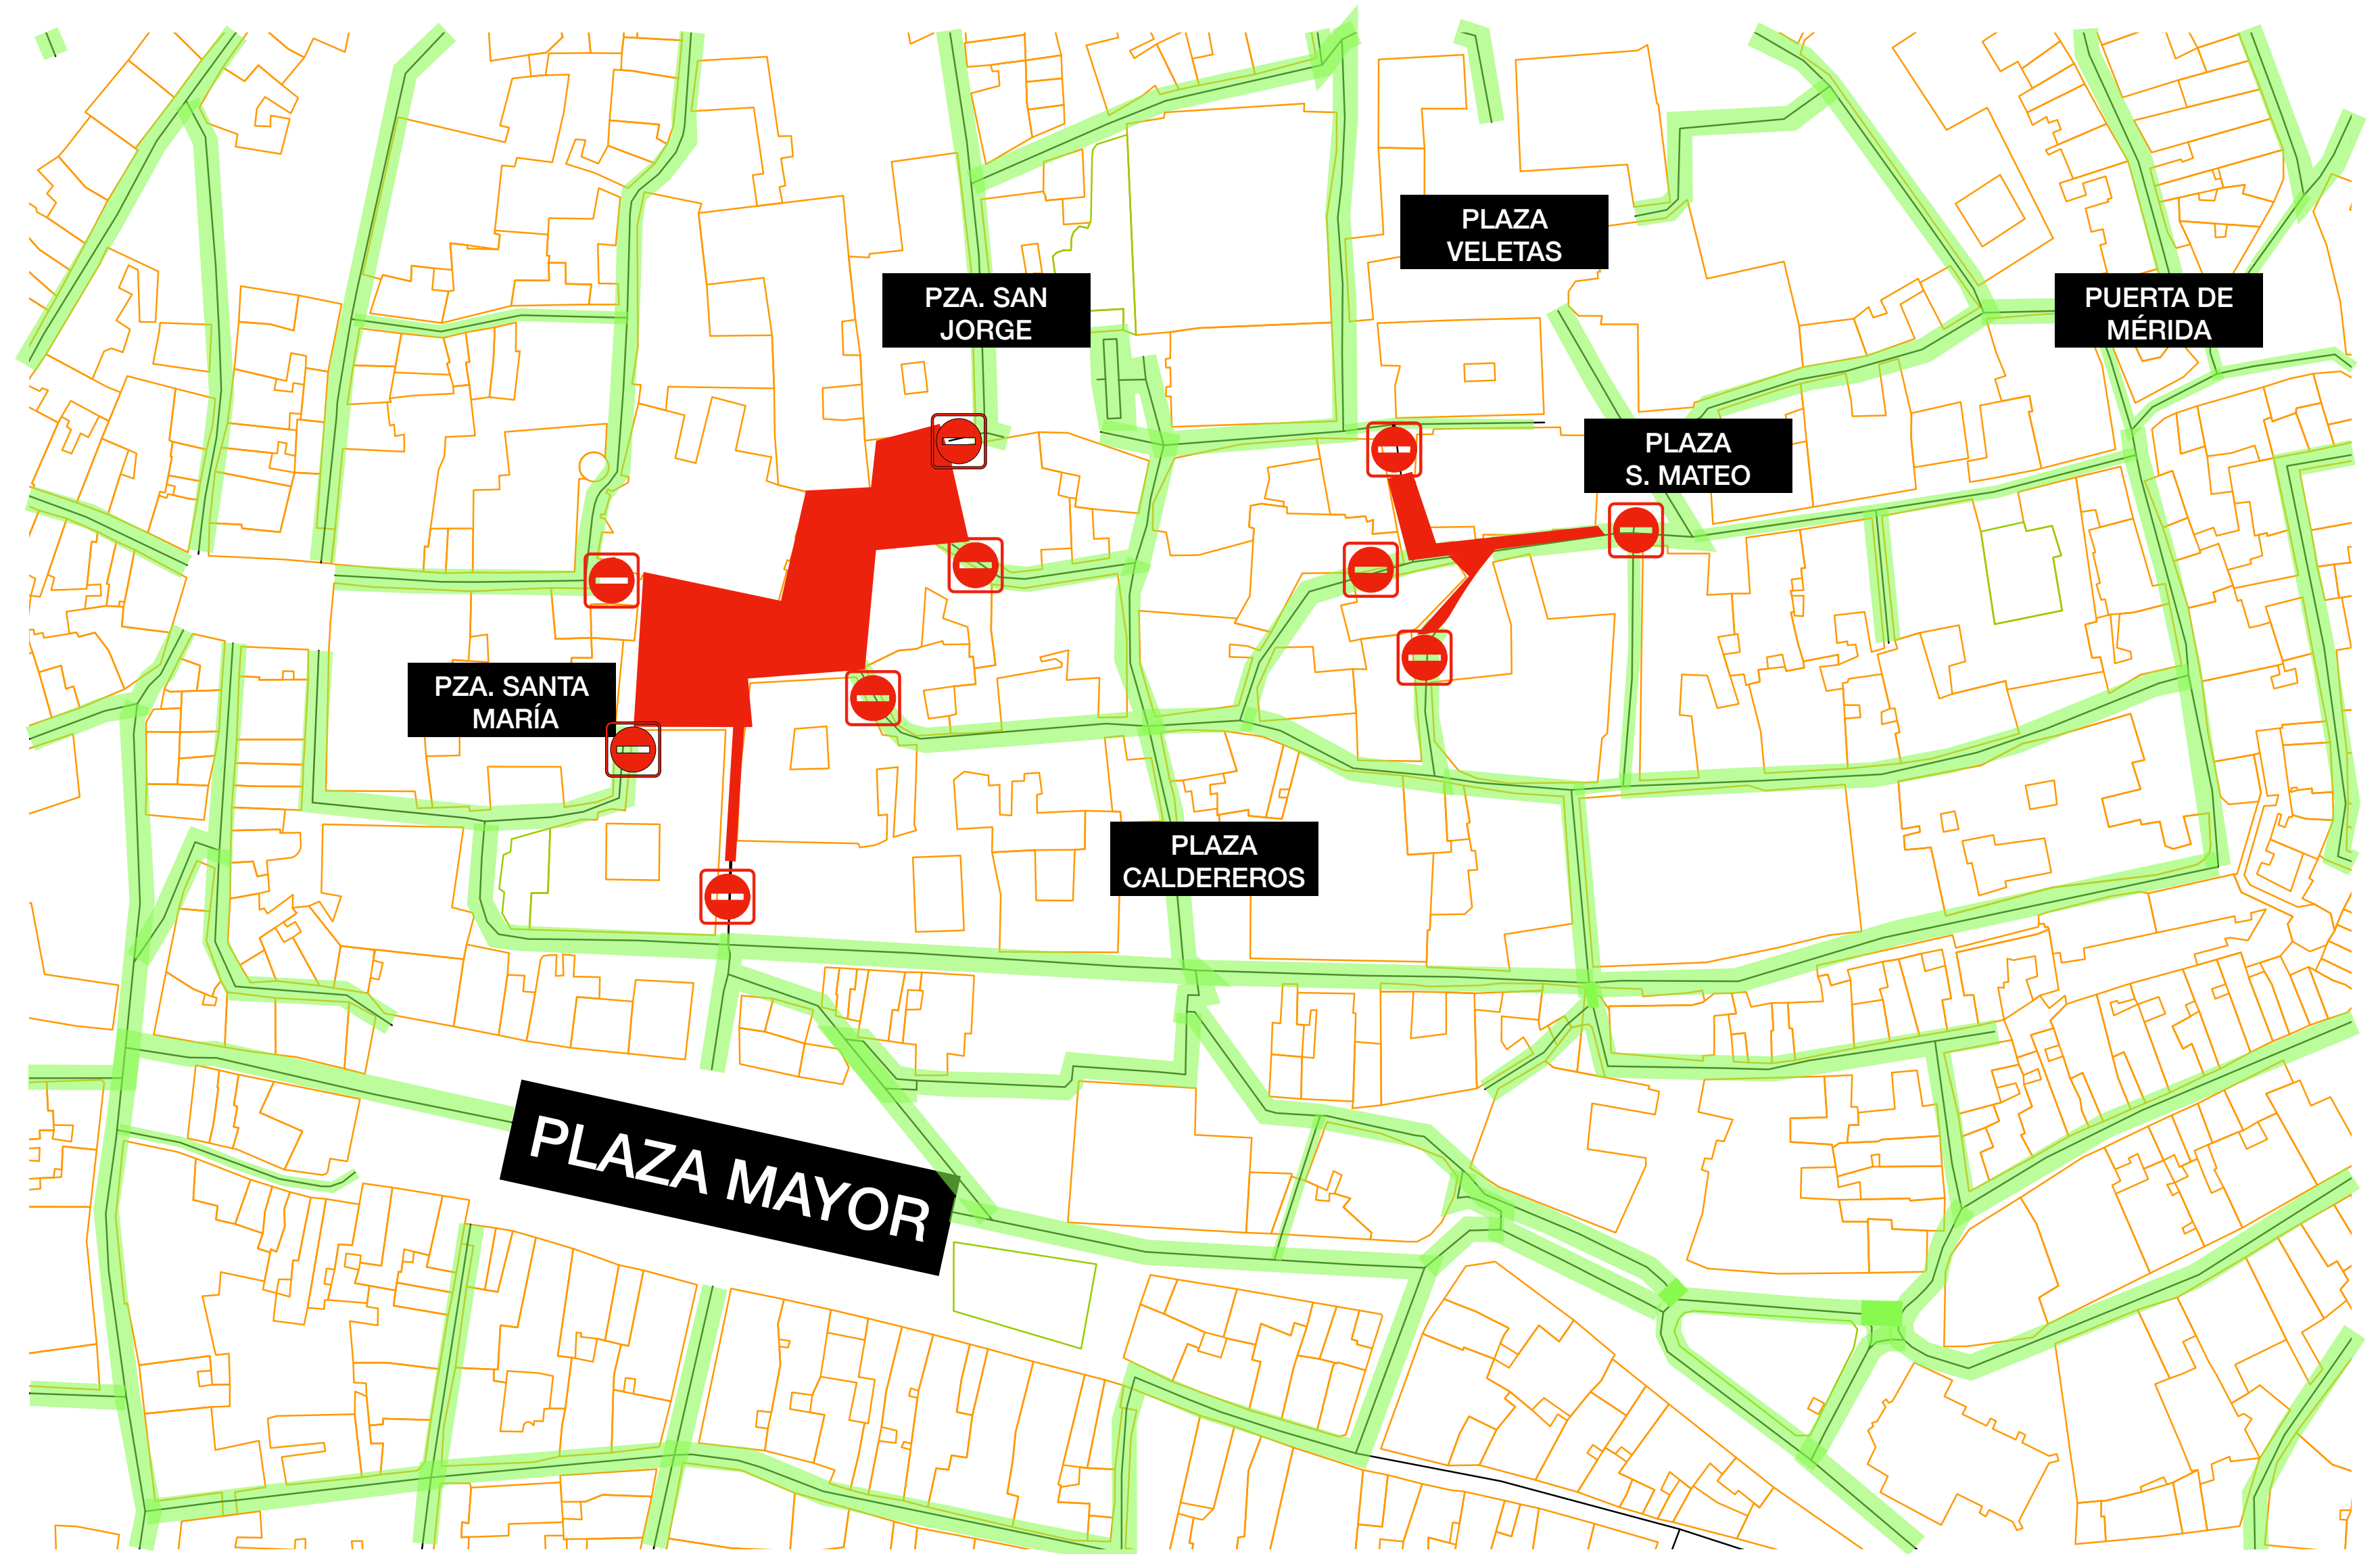 PLAZA
VELETAS
PZA. SAN
JORGE
PUERTA DE
MÉRIDA
PLAZA
S. MATEO
PZA. SANTA
MARÍA
PLAZA
CALDEREROS
PLAZA MAYOR